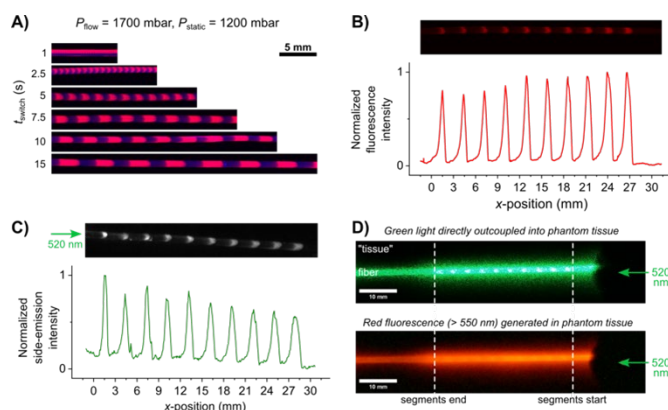 A)
P_flow = 1700 mbar, P_static = 1200 mbar
5 mm
t_switch (s)
1
2.5
5
7.5
10
15
B)
Normalized
fluorescence
intensity
1
0
0 3 6 9 12 15 18 21 24 27 30
x-position (mm)
C)
520 nm
Normalized
side-emission
intensity
1
0
0 3 6 9 12 15 18 21 24 27 30
x-position (mm)
D)
Green light directly outcoupled into phantom tissue
"tissue"
fiber
10 mm
520
nm
Red fluorescence (> 550 nm) generated in phantom tissue
10 mm
520
nm
segments end
segments start